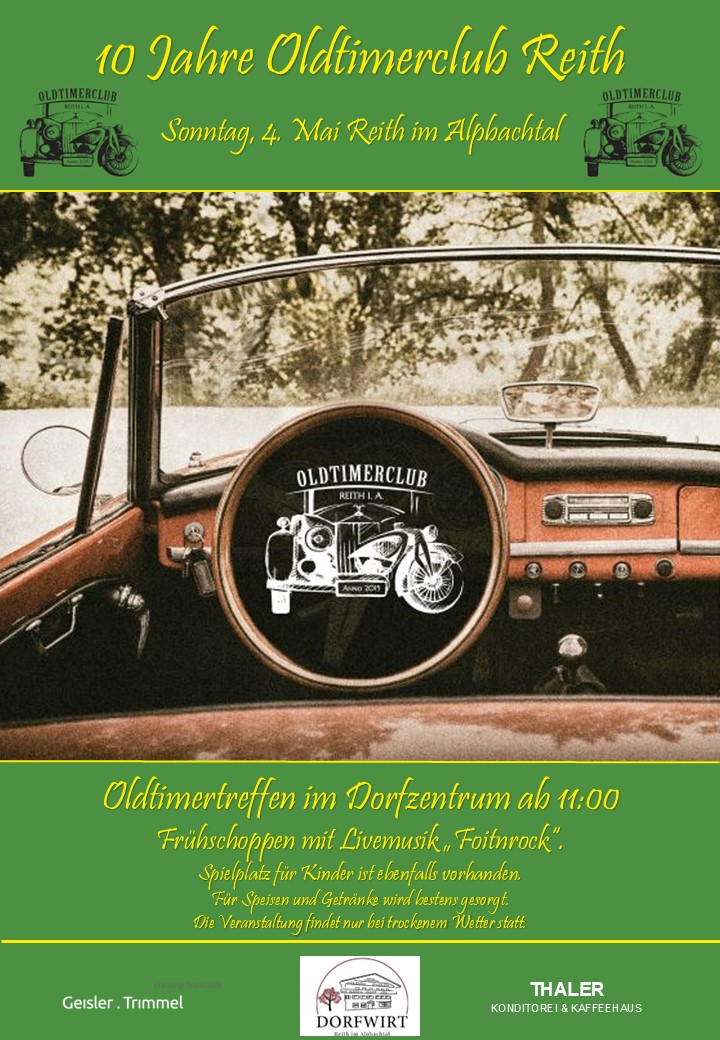 10 Jahre Oldtimerclub Reith
OLDTIMERCLUB
REITH I. A.
OLDTIMERCLUB
REITH I. A.
Sonntag, 4. Mai Reith im Alpbachtal
OLDTIMERCLUB
REITH I. A.
ANNO 2015
Oldtimertreffen im Dorfzentrum ab 11:00
Frühschoppen mit Livemusik „Foitnrock“.
Spielplatz für Kinder ist ebenfalls vorhanden.
Für Speisen und Getränke wird bestens gesorgt.
Die Veranstaltung findet nur bei trockenem Wetter statt.
Geisler . Trimmel
DORFWIRT
Reith im Alpbachtal
THALER
KONDITOREI & KAFFEEHAUS